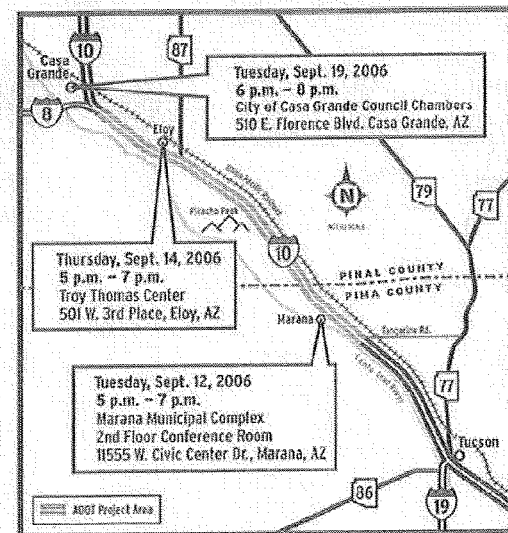 10
87
Casa
Grande
8
Tuesday, Sept. 19, 2006
6 p.m. – 8 p.m.
City of Casa Grande Council Chambers
510 E. Florence Blvd. Casa Grande, AZ
Eloy
N
79
77
Picacho Peak
10
Thursday, Sept. 14, 2006
5 p.m. – 7 p.m.
Troy Thomas Center
501 W. 3rd Place, Eloy, AZ
PINAL COUNTY
PIMA COUNTY
Marana
Tangerine Rd.
Tuesday, Sept. 12, 2006
5 p.m. – 7 p.m.
Marana Municipal Complex
2nd Floor Conference Room
11555 W. Civic Center Dr., Marana, AZ
77
Tucson
86
19
ADOT Project Area